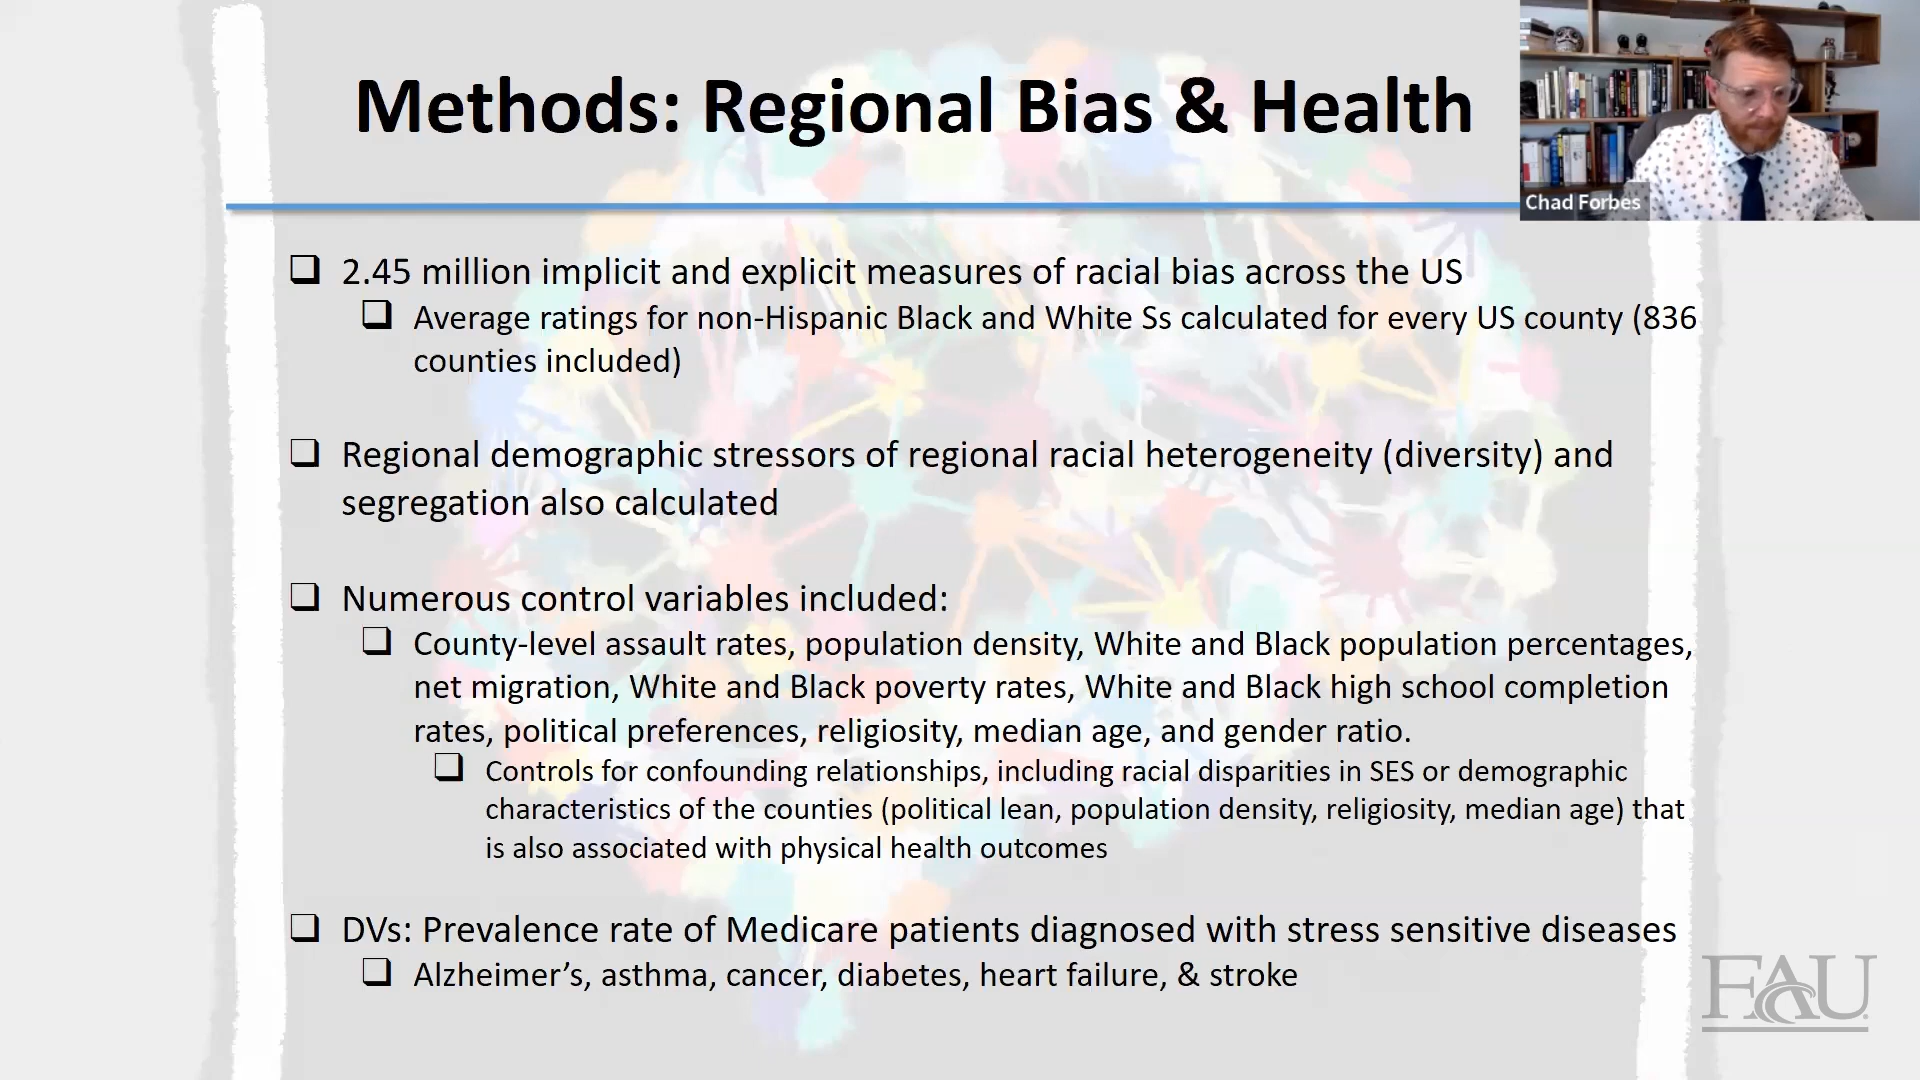 Methods: Regional Bias & Health
Chad Forbes
❑ 2.45 million implicit and explicit measures of racial bias across the US
❑ Average ratings for non-Hispanic Black and White Ss calculated for every US county (836
counties included)
❑ Regional demographic stressors of regional racial heterogeneity (diversity) and
segregation also calculated
❑ Numerous control variables included:
❑ County-level assault rates, population density, White and Black population percentages,
net migration, White and Black poverty rates, White and Black high school completion
rates, political preferences, religiosity, median age, and gender ratio.
❑ Controls for confounding relationships, including racial disparities in SES or demographic
characteristics of the counties (political lean, population density, religiosity, median age) that
is also associated with physical health outcomes
❑ DVs: Prevalence rate of Medicare patients diagnosed with stress sensitive diseases
❑ Alzheimer’s, asthma, cancer, diabetes, heart failure, & stroke
FAU